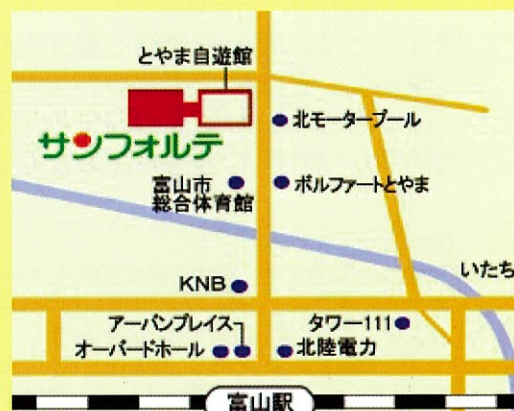 とやま自遊館
サンフォルテ
北モータープール
富山市
総合体育館
ボルファートとやま
いたち
KNB
アーバンプレイス
タワー111
オーバードホール
北陸電力
富山駅